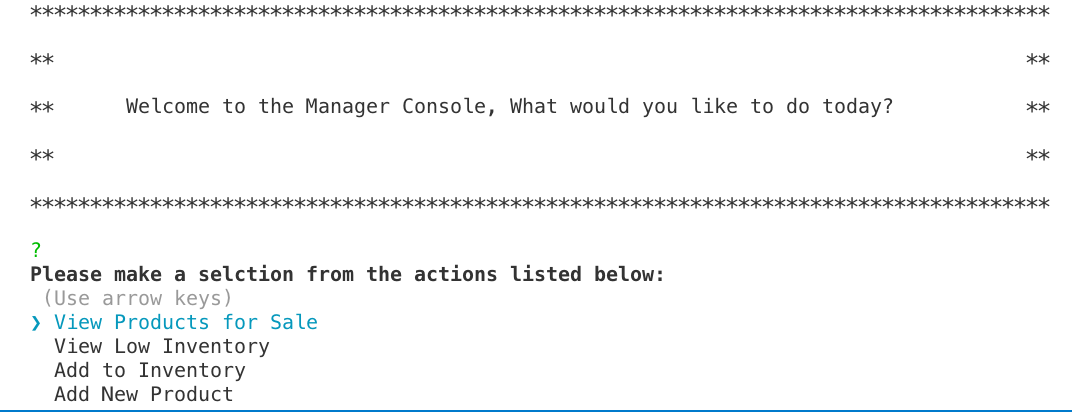 *************************************************************************************
** **
** Welcome to the Manager Console, What would you like to do today? **
** **
*************************************************************************************
?
Please make a selction from the actions listed below:
(Use arrow keys)
❯ View Products for Sale
View Low Inventory
Add to Inventory
Add New Product